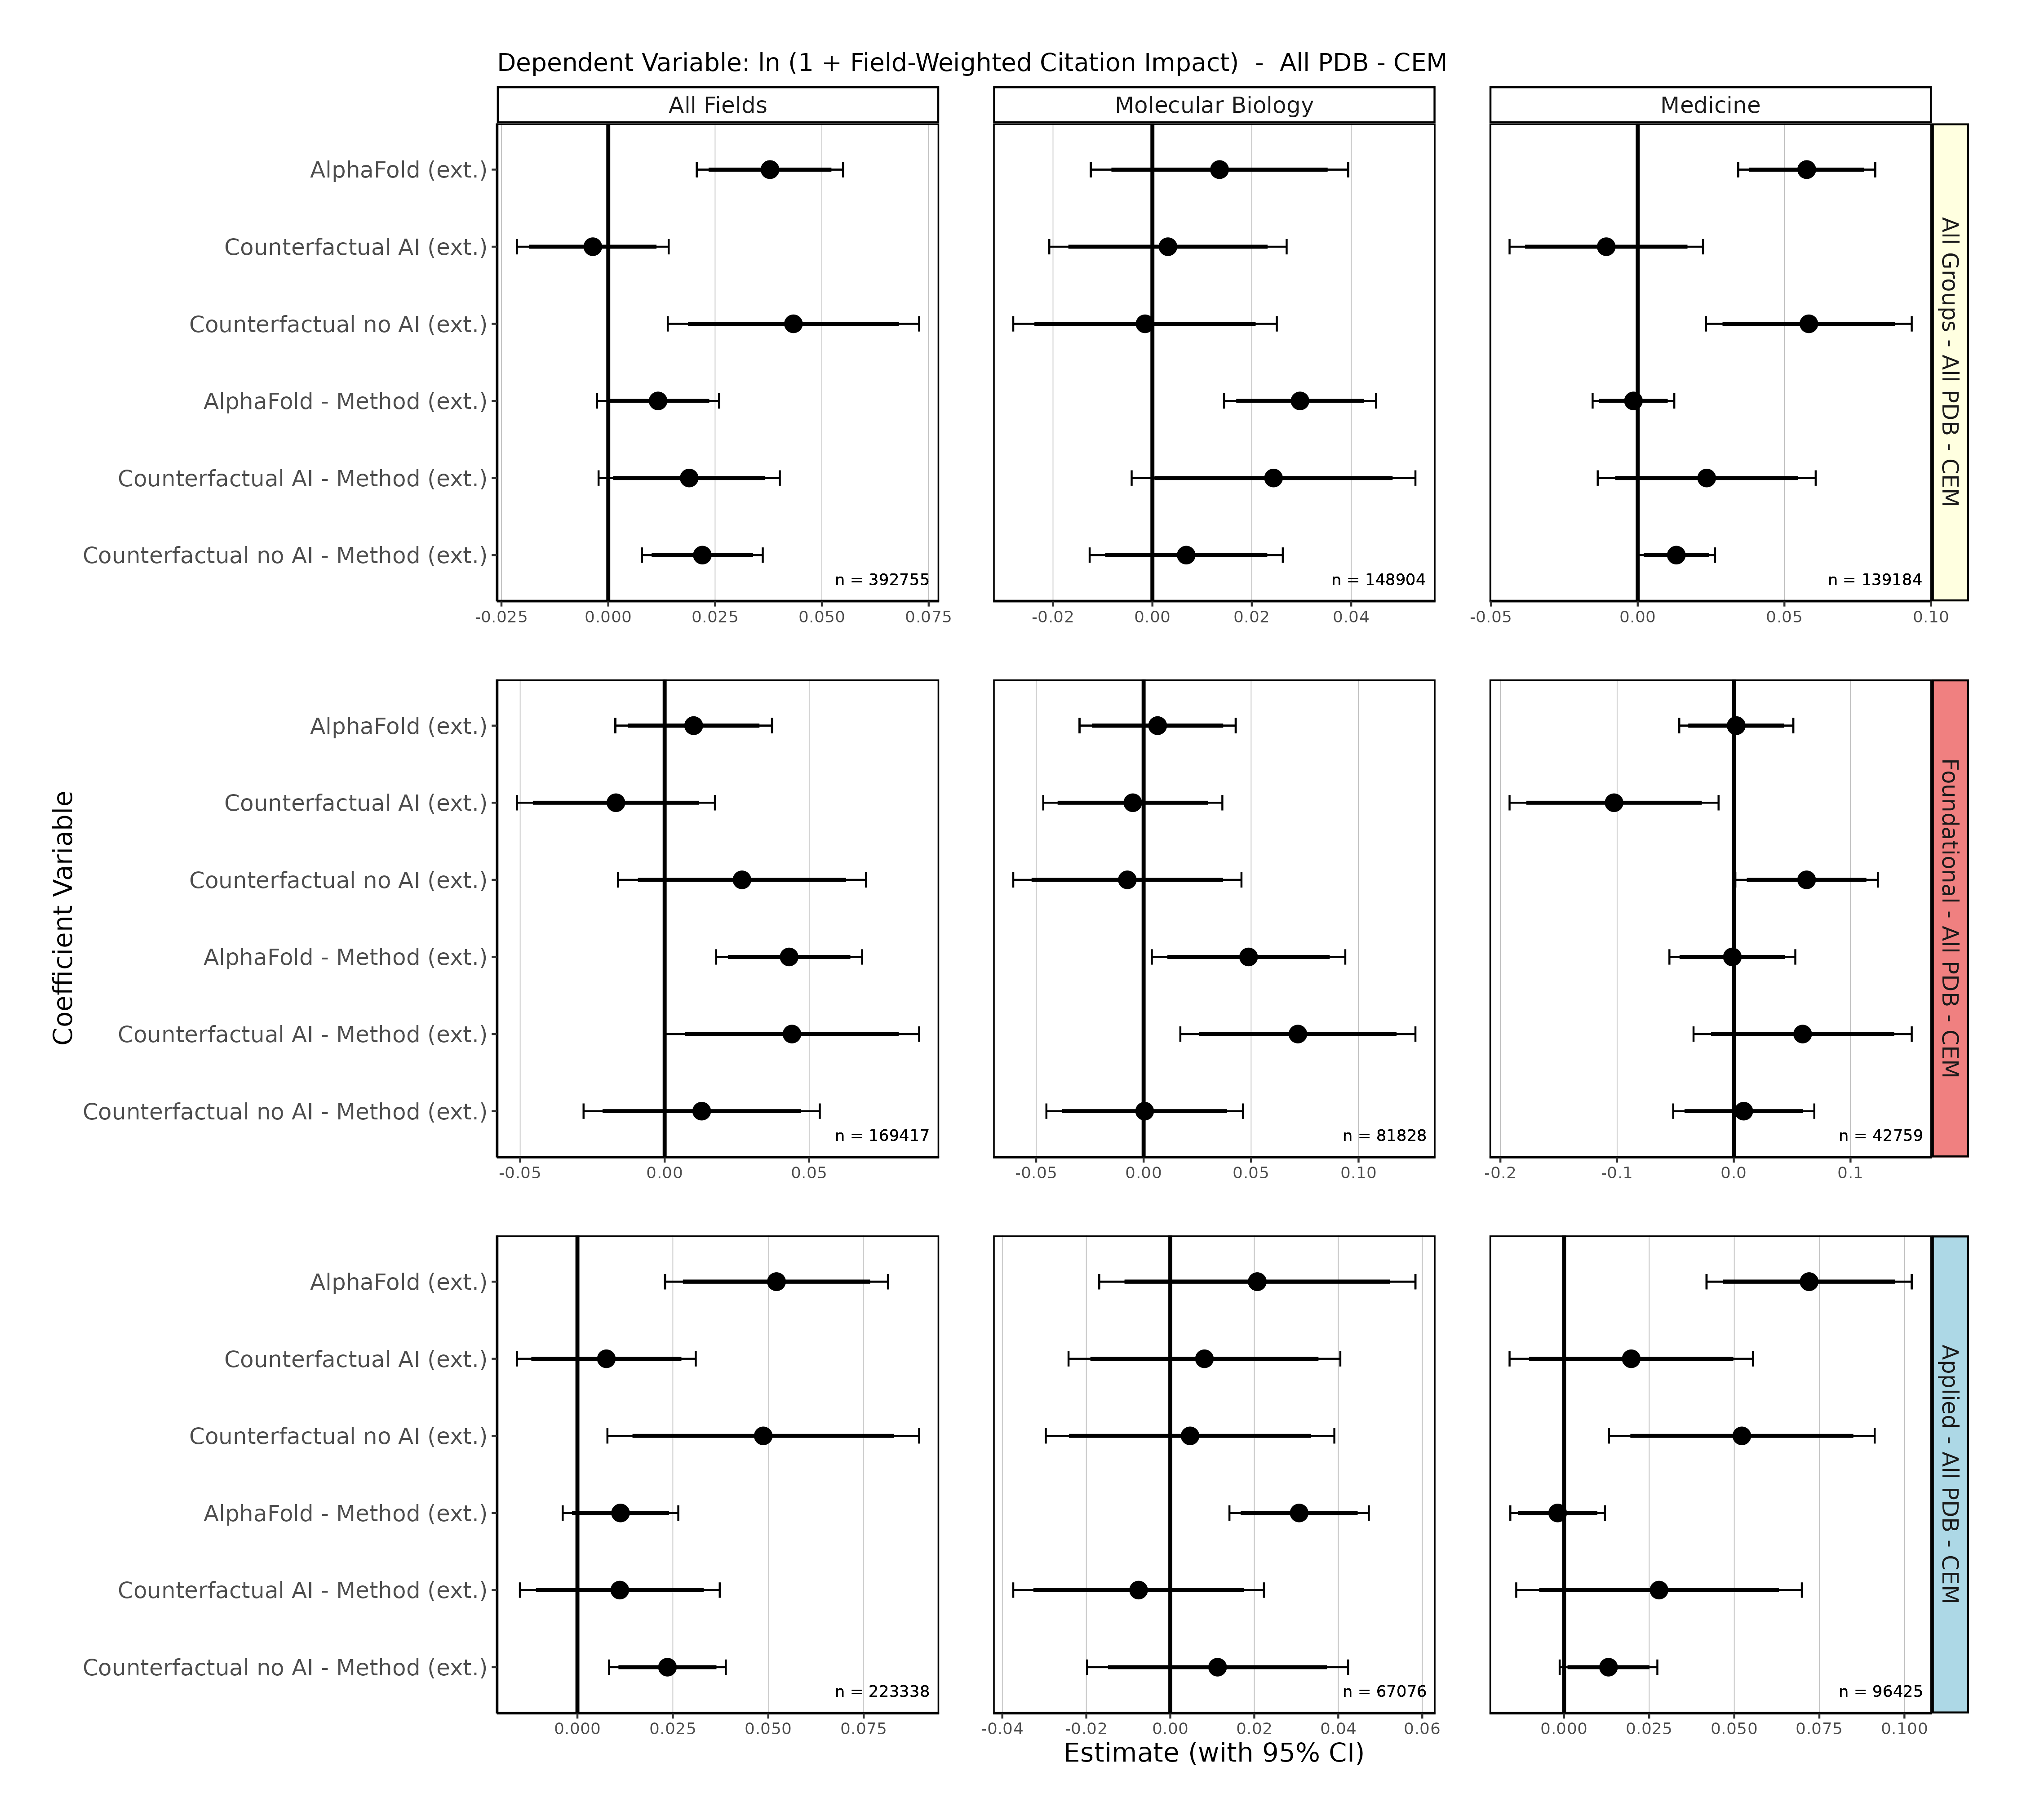 Dependent Variable: ln (1 + Field-Weighted Citation Impact)  -  All PDB - CEM
All Fields
Molecular Biology
Medicine
AlphaFold (ext.)
Counterfactual AI (ext.)
Counterfactual no AI (ext.)
AlphaFold - Method (ext.)
Counterfactual AI - Method (ext.)
Counterfactual no AI - Method (ext.)
n = 392755
n = 148904
n = 139184
-0.025 0.000 0.025 0.050 0.075
-0.02 0.00 0.02 0.04
-0.05 0.00 0.05 0.10
All Groups - All PDB - CEM
Coefficient Variable
AlphaFold (ext.)
Counterfactual AI (ext.)
Counterfactual no AI (ext.)
AlphaFold - Method (ext.)
Counterfactual AI - Method (ext.)
Counterfactual no AI - Method (ext.)
n = 169417
n = 81828
n = 42759
-0.05 0.00 0.05
-0.05 0.00 0.05 0.10
-0.2 -0.1 0.0 0.1
Foundational - All PDB - CEM
AlphaFold (ext.)
Counterfactual AI (ext.)
Counterfactual no AI (ext.)
AlphaFold - Method (ext.)
Counterfactual AI - Method (ext.)
Counterfactual no AI - Method (ext.)
n = 223338
n = 67076
n = 96425
0.000 0.025 0.050 0.075
-0.04 -0.02 0.00 0.02 0.04 0.06
0.000 0.025 0.050 0.075 0.100
Applied - All PDB - CEM
Estimate (with 95% CI)